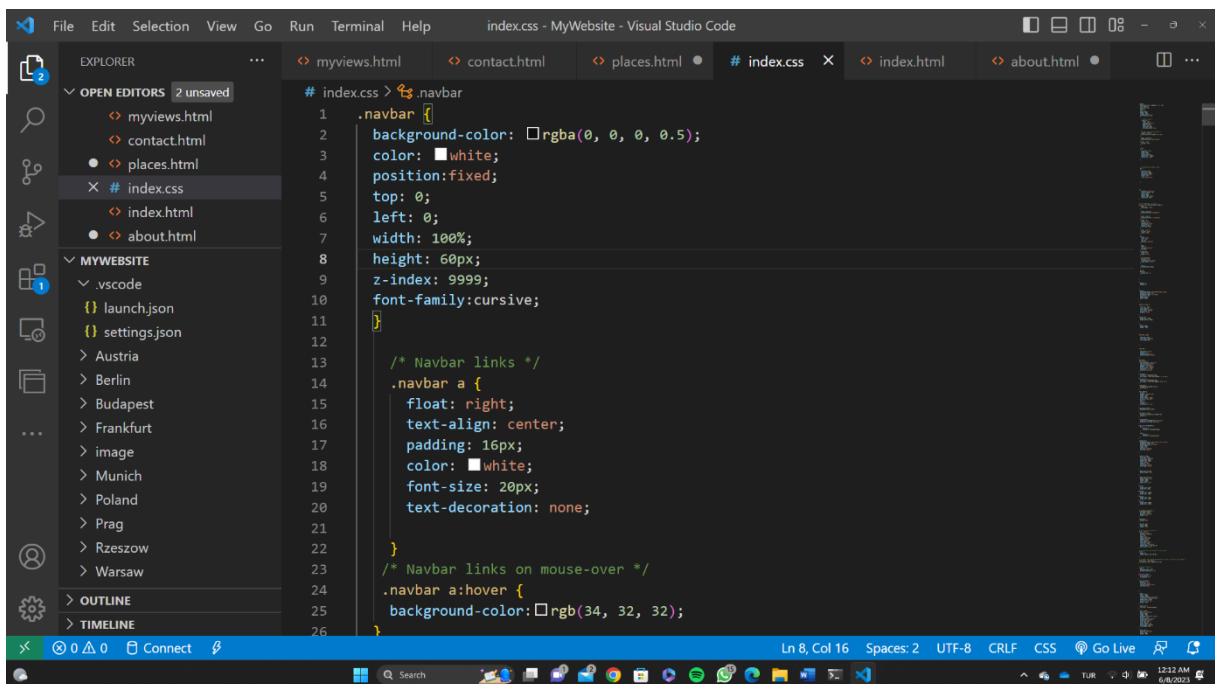 File Edit Selection View Go Run Terminal Help index.css - MyWebsite - Visual Studio Code
EXPLORER
myviews.html contact.html places.html # index.css index.html about.html
OPEN EDITORS 2 unsaved
myviews.html
contact.html
places.html
# index.css
index.html
about.html
MYWEBSITE
.vscode
{} launch.json
{} settings.json
Austria
Berlin
Budapest
Frankfurt
image
Munich
Poland
Prag
Rzeszow
Warsaw
OUTLINE
TIMELINE
2
1
# index.css > .navbar
1 .navbar {
2 background-color: rgba(0, 0, 0, 0.5);
3 color: white;
4 position:fixed;
5 top: 0;
6 left: 0;
7 width: 100%;
8 height: 60px;
9 z-index: 9999;
10 font-family:cursive;
11 }
12
13 /* Navbar links */
14 .navbar a {
15 float: right;
16 text-align: center;
17 padding: 16px;
18 color: white;
19 font-size: 20px;
20 text-decoration: none;
21
22 }
23 /* Navbar links on mouse-over */
24 .navbar a:hover {
25 background-color: rgb(34, 32, 32);
26 }
0 0 Connect Ln 8, Col 16 Spaces: 2 UTF-8 CRLF CSS Go Live
Search TUR 12:12 AM
6/8/2023